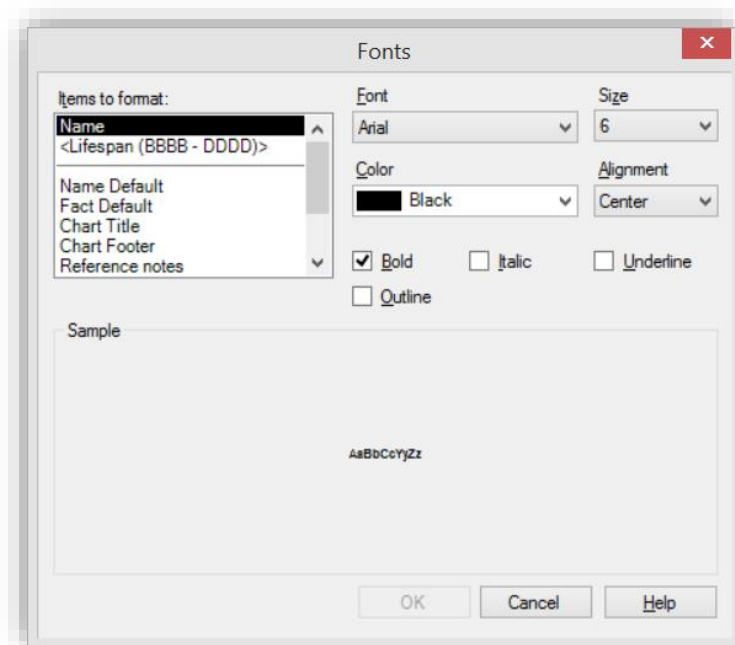 Fonts
Items to format:
Name
<Lifespan (BBBB - DDDD)>
Name Default
Fact Default
Chart Title
Chart Footer
Reference notes
Font
Arial
Size
6
Color
Black
Alignment
Center
Bold
Italic
Underline
Outline
Sample
AaBbCcYyZz
OK
Cancel
Help